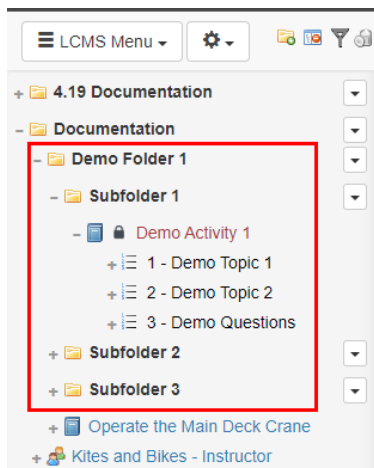 LCMS Menu
4.19 Documentation
Documentation
Demo Folder 1
Subfolder 1
Demo Activity 1
1 - Demo Topic 1
2 - Demo Topic 2
3 - Demo Questions
Subfolder 2
Subfolder 3
Operate the Main Deck Crane
Kites and Bikes - Instructor